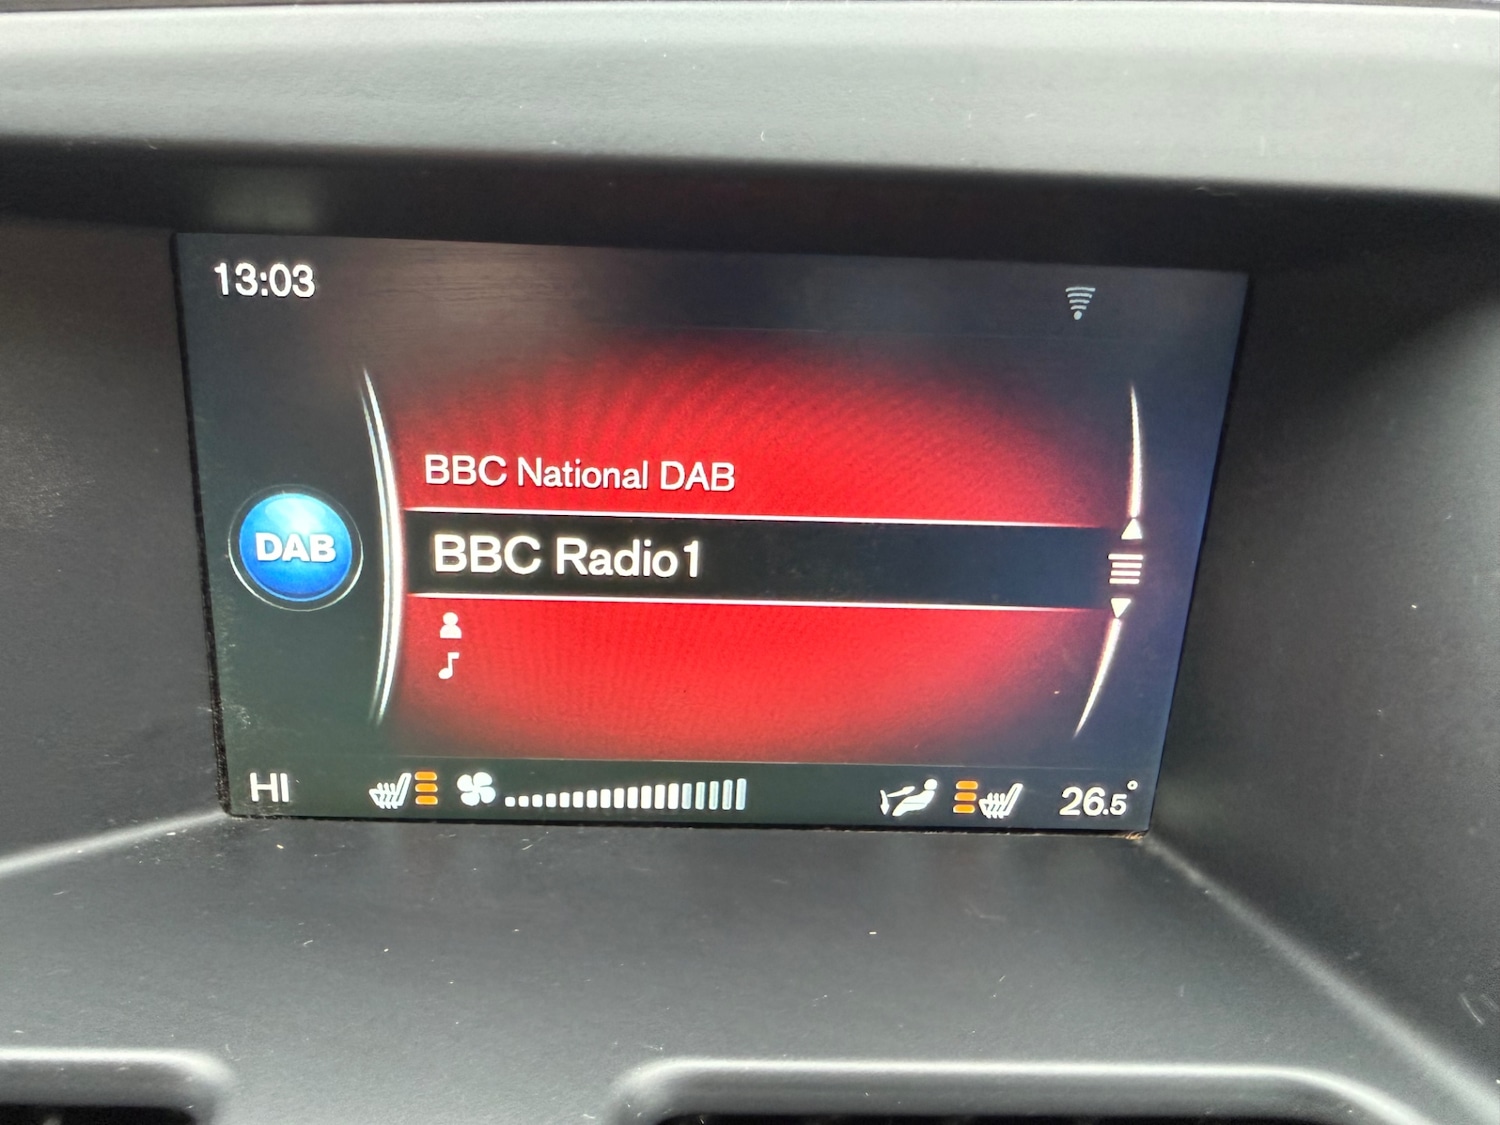 13:03
BBC National DAB
DAB
BBC Radio1
HI
26.5°